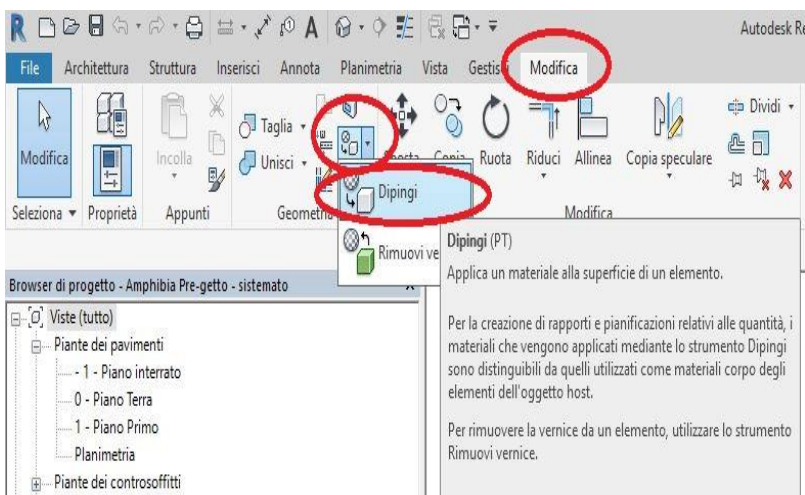 R
A
Autodesk Re
File Architettura Struttura Inserisci Annota Planimetria Vista Gestisci Modifica
Modifica
Incolla
Taglia
Unisci
Sposta Copia Ruota Riduci Allinea Copia speculare
Dividi
Seleziona Proprietà Appunti Geometria Modifica
Dipingi
Rimuovi ve
Dipingi (PT)
Applica un materiale alla superficie di un elemento.
Per la creazione di rapporti e pianificazioni relativi alle quantità, i
materiali che vengono applicati mediante lo strumento Dipingi
sono distinguibili da quelli utilizzati come materiali corpo degli
elementi dell'oggetto host.
Per rimuovere la vernice da un elemento, utilizzare lo strumento
Rimuovi vernice.
Browser di progetto - Amphibia Pre-getto - sistemato
Viste (tutto)
Piante dei pavimenti
- 1 - Piano interrato
0 - Piano Terra
1 - Piano Primo
Planimetria
Piante dei controsoffitti